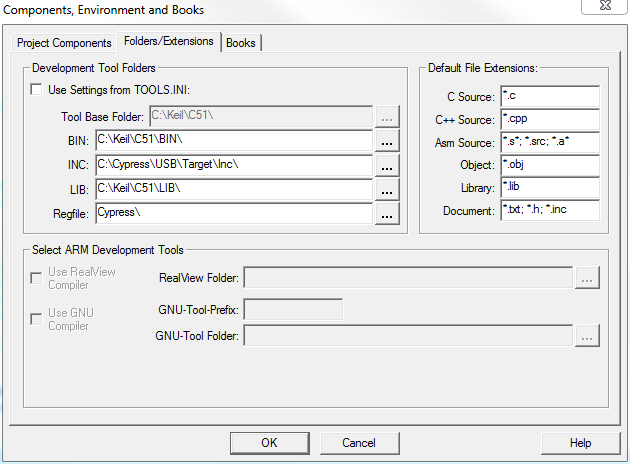 Components, Environment and Books
Project Components Folders/Extensions Books
Development Tool Folders
Use Settings from TOOLS.INI:
Tool Base Folder: C:\Keil\C51\ ...
BIN: C:\Keil\C51\BIN\ ...
INC: C:\Cypress\USB\Target\Inc\ ...
LIB: C:\Keil\C51\LIB\ ...
Regfile: Cypress\ ...
Default File Extensions:
C Source: *.c
C++ Source: *.cpp
Asm Source: *.s*; *.src; *.a*
Object: *.obj
Library: *.lib
Document: *.txt; *.h; *.inc
Select ARM Development Tools
Use RealView
Compiler
RealView Folder: ...
Use GNU
Compiler
GNU-Tool-Prefix:
GNU-Tool Folder: ...
OK Cancel Help